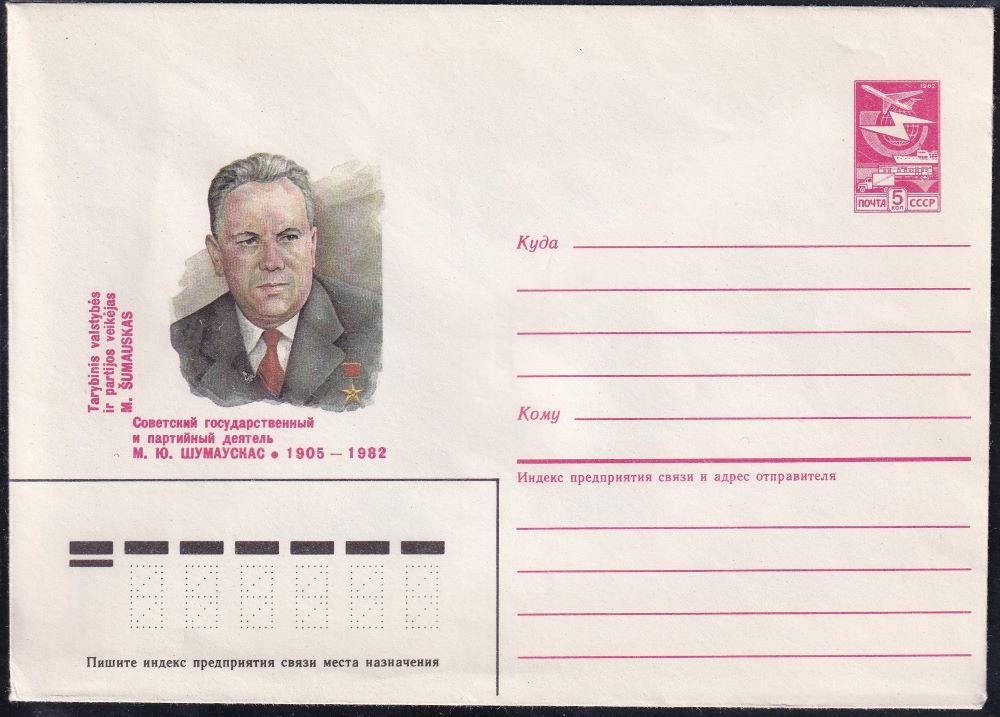 1982
ПОЧТА 5 КОП СССР
Куда
Кому
Индекс предприятия связи и адрес отправителя
Tarybinis valstybės
ir partijos veikėjas
M. ŠUMAUSKAS
Советский государственный
и партийный деятель
М. Ю. ШУМАУСКАС • 1905 — 1982
Пишите индекс предприятия связи места назначения